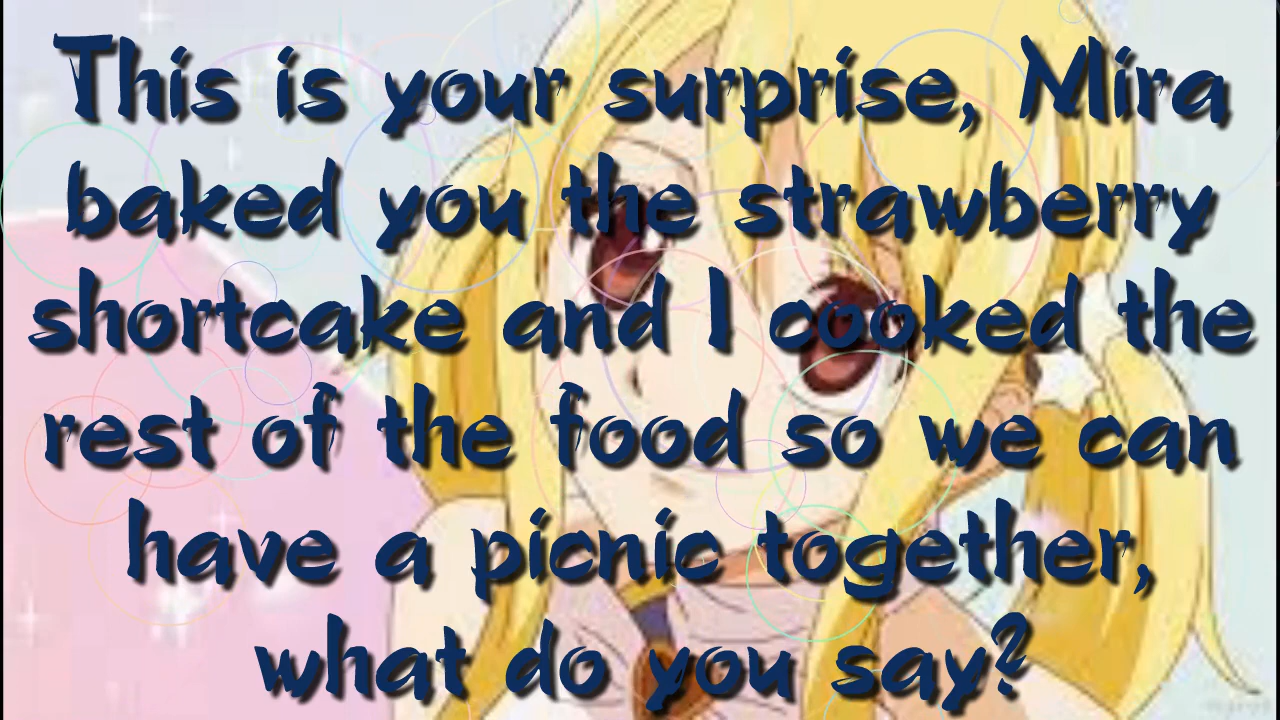 This is your surprise, Mira
baked you the strawberry
shortcake and I cooked the
rest of the food so we can
have a picnic together,
what do you say?